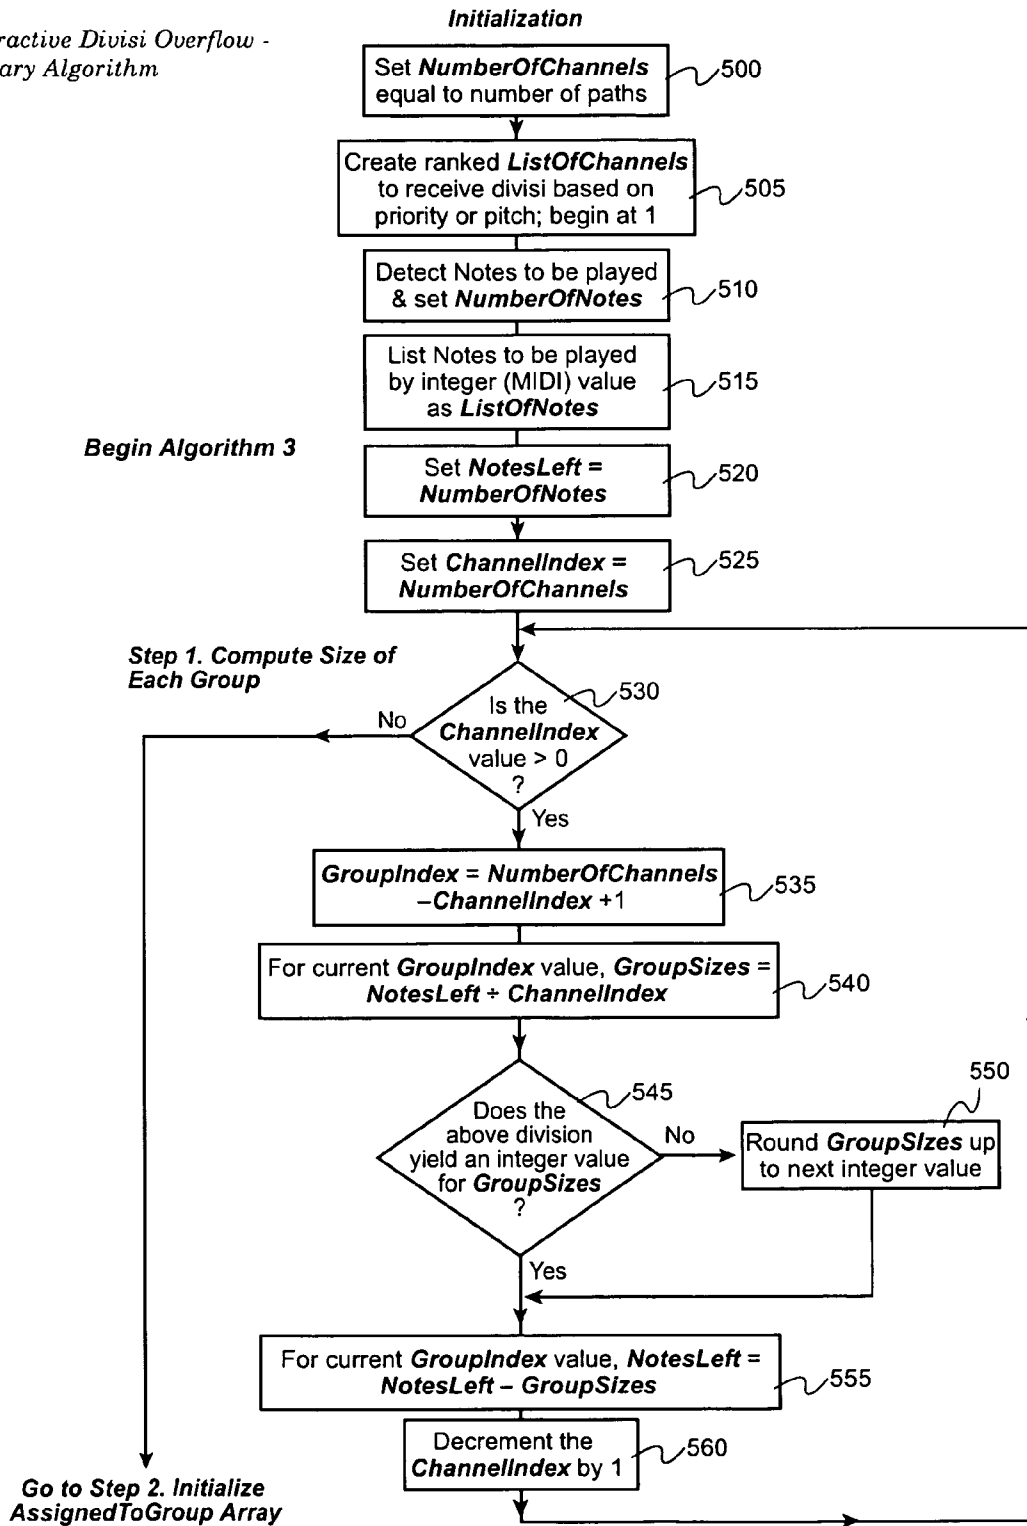 Initialization
Divisi Overflow -
Algorithm
Set NumberOfChannels
equal to number of paths
500
Create ranked ListOfChannels
to receive divisi based on
priority or pitch; begin at 1
505
Detect Notes to be played
& set NumberOfNotes
510
List Notes to be played
by integer (MIDI) value
as ListOfNotes
515
Begin Algorithm 3
Set NotesLeft =
NumberOfNotes
520
Set ChannelIndex =
NumberOfChannels
525
Step 1. Compute Size of
Each Group
530
Is the
ChannelIndex
value > 0
?
No
Yes
GroupIndex = NumberOfChannels
–ChannelIndex +1
535
For current GroupIndex value, GroupSizes =
NotesLeft ÷ ChannelIndex
540
545
Does the
above division
yield an integer value
for GroupSizes
?
No
Yes
550
Round GroupSIzes up
to next integer value
For current GroupIndex value, NotesLeft =
NotesLeft – GroupSizes
555
Decrement the
ChannelIndex by 1
560
Go to Step 2. Initialize
AssignedToGroup Array